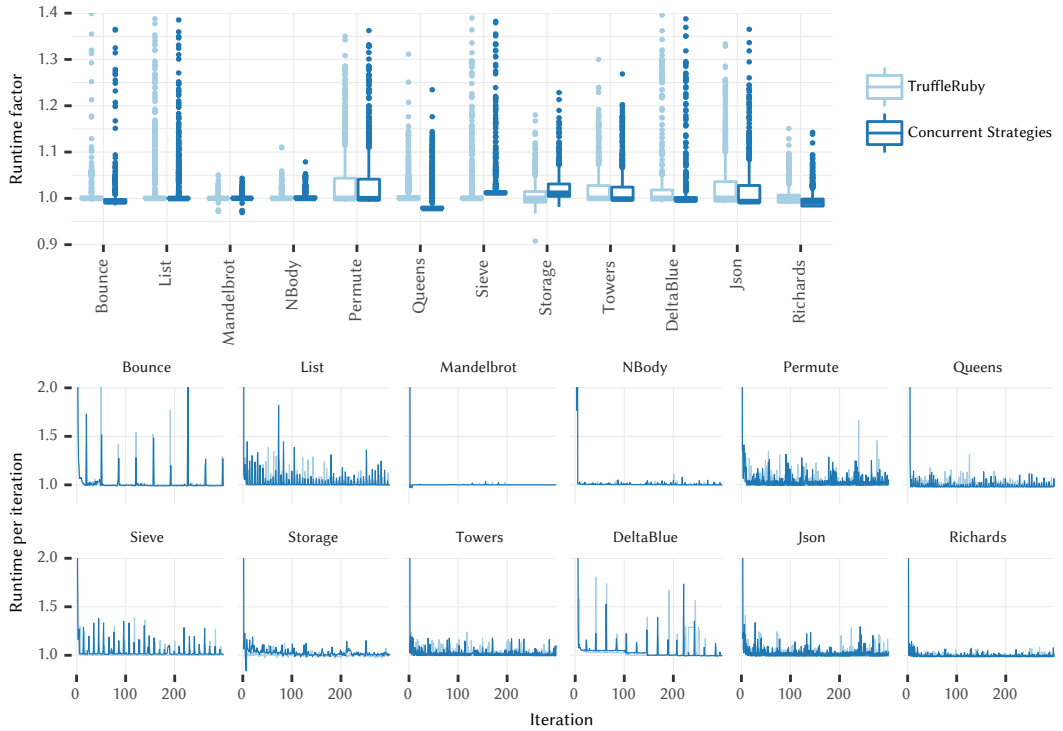 Runtime factor
1.4
1.3
1.2
1.1
1.0
0.9
Bounce
List
Mandelbrot
NBody
Permute
Queens
Sieve
Storage
Towers
DeltaBlue
Json
Richards
TruffleRuby
Concurrent Strategies
Runtime per iteration
Bounce List Mandelbrot NBody Permute Queens
2.0
1.5
1.0
Sieve Storage Towers DeltaBlue Json Richards
2.0
1.5
1.0
0 100 200 0 100 200 0 100 200 0 100 200 0 100 200 0 100 200
Iteration